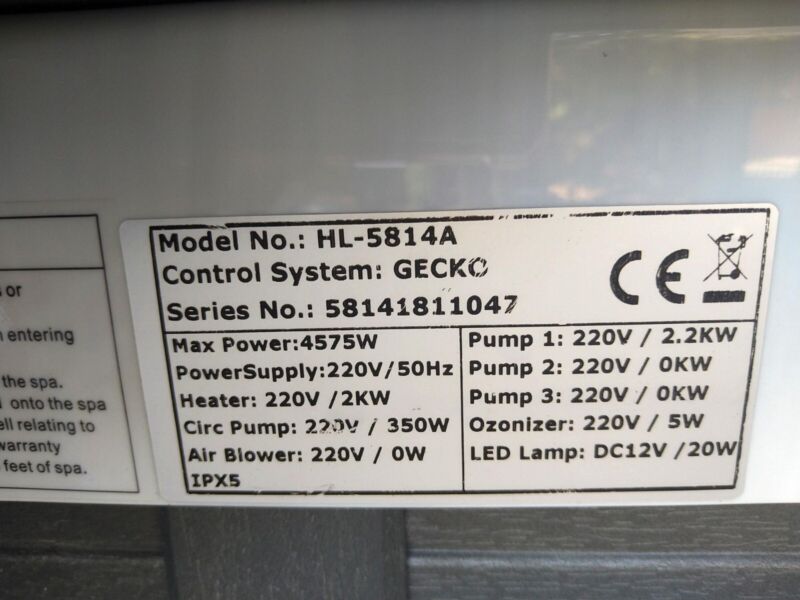 or
entering
the spa.
onto the spa
relating to
warranty
feet of spa.
Model No.: HL-5814A
Control System: GECKO
Series No.: 58141811047
CE
Max Power:4575W
PowerSupply:220V/50Hz
Heater: 220V /2KW
Circ Pump: 220V / 350W
Air Blower: 220V / 0W
IPX5
Pump 1: 220V / 2.2KW
Pump 2: 220V / 0KW
Pump 3: 220V / 0KW
Ozonizer: 220V / 5W
LED Lamp: DC12V /20W